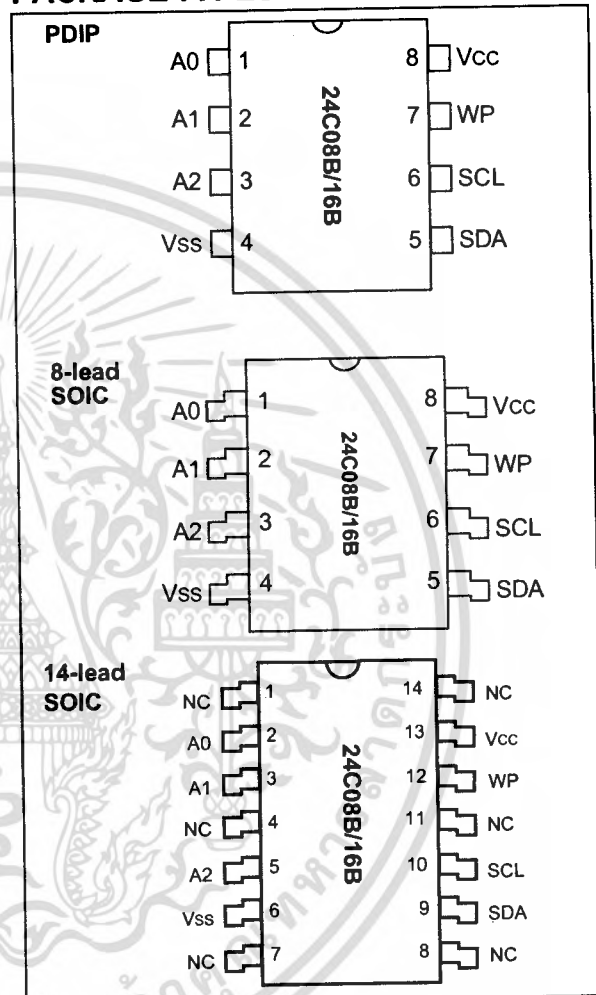 PDIP
A0 1 8 Vcc
A1 2 7 WP
A2 3 6 SCL
Vss 4 5 SDA
24C08B/16B
8-lead
SOIC
A0 1 8 Vcc
A1 2 7 WP
A2 3 6 SCL
Vss 4 5 SDA
24C08B/16B
14-lead
SOIC
NC 1 14 NC
A0 2 13 Vcc
A1 3 12 WP
NC 4 11 NC
A2 5 10 SCL
Vss 6 9 SDA
NC 7 8 NC
24C08B/16B